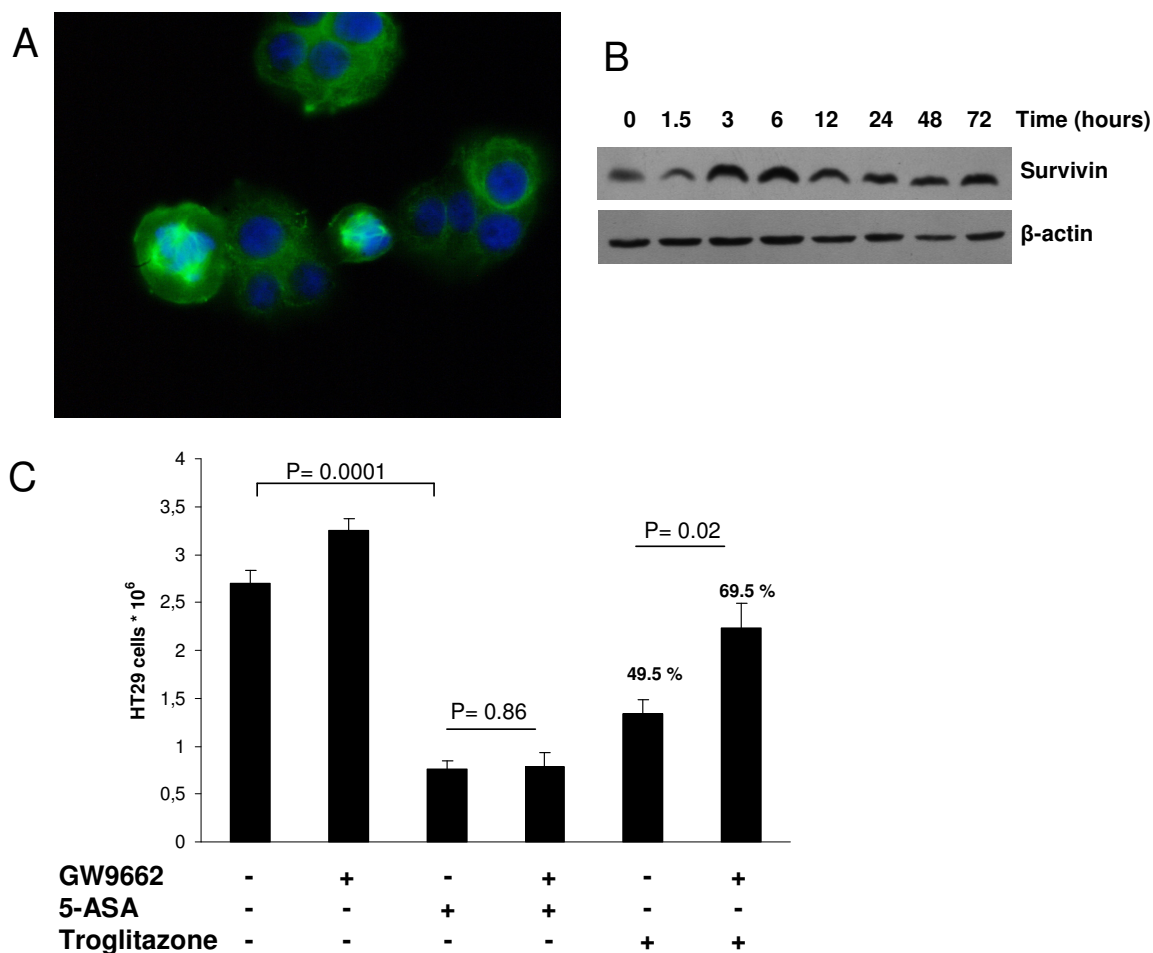 A
B
0 1.5 3 6 12 24 48 72 Time (hours)
Survivin
β-actin
C
HT29 cells * 10⁶
4
3,5
3
2,5
2
1,5
1
0,5
0
P= 0.0001
P= 0.86
P= 0.02
49.5 %
69.5 %
GW9662 - + - + - +
5-ASA - - + + - -
Troglitazone - - - - + +